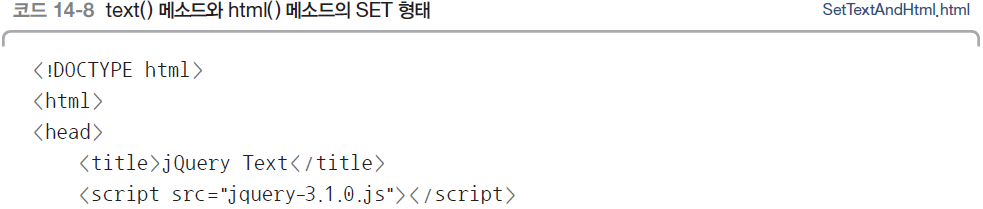 코드 14-8 text() 메소드와 html() 메소드의 SET 형태 SetTextAndHtml.html
<!DOCTYPE html>
<html>
<head>
<title>jQuery Text</title>
<script src="jquery-3.1.0.js"></script>